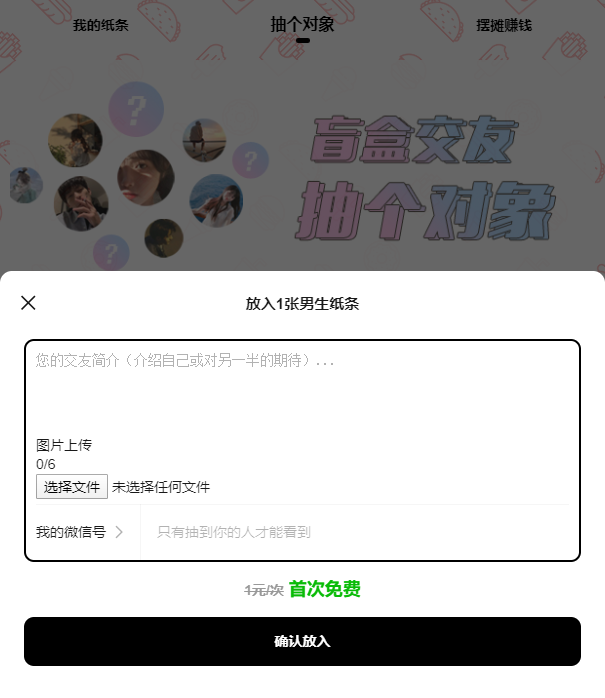 我的纸条 抽个对象 摆摊赚钱
?
?
?
盲盒交友
抽个对象
放入1张男生纸条
您的交友简介（介绍自己或对另一半的期待）...
图片上传
0/6
选择文件 未选择任何文件
我的微信号 只有抽到你的人才能看到
1元/次 首次免费
确认放入